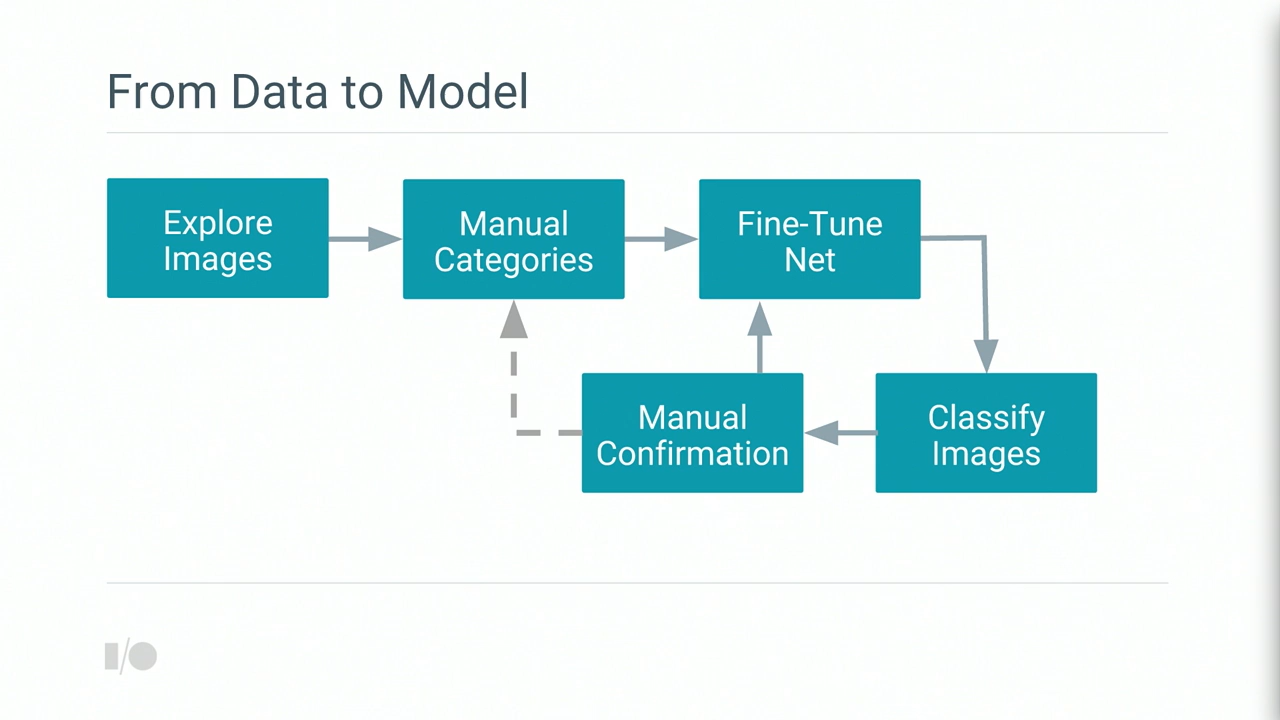 From Data to Model
Explore
Images
Manual
Categories
Fine-Tune
Net
Manual
Confirmation
Classify
Images
I/O